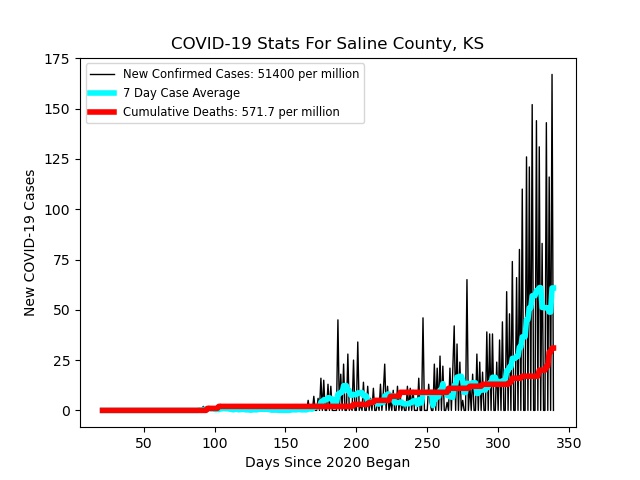 COVID-19 Stats For Saline County, KS
New Confirmed Cases: 51400 per million
7 Day Case Average
Cumulative Deaths: 571.7 per million
New COVID-19 Cases
175
150
125
100
75
50
25
0
50
100
150
200
250
300
350
Days Since 2020 Began